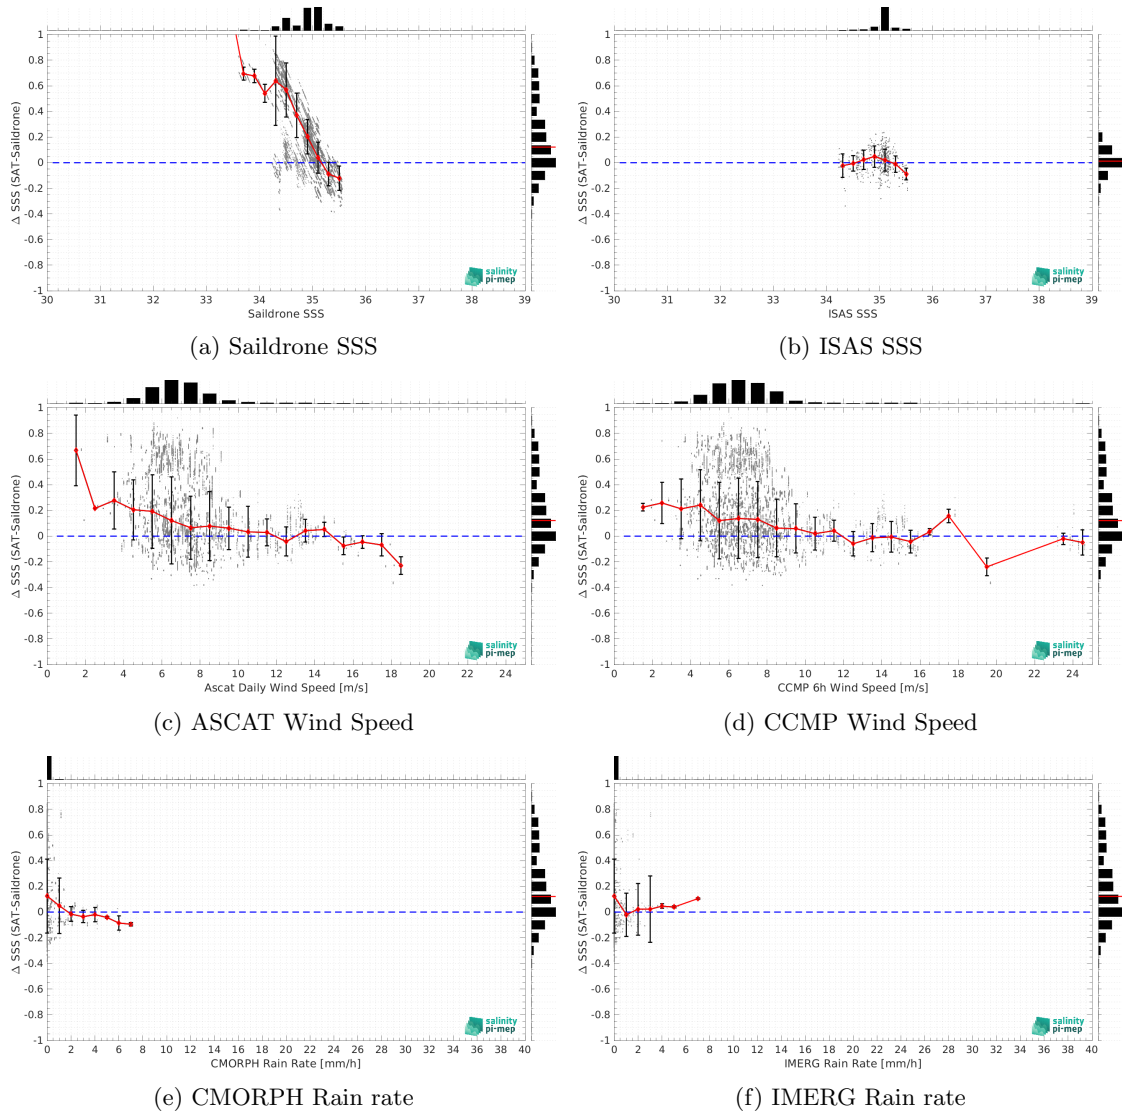 1
0.8
0.6
0.4
0.2
0
-0.2
-0.4
-0.6
-0.8
-1
Δ SSS (SAT-Saildrone)
salinity
pi-mep
30 31 32 33 34 35 36 37 38 39
Saildrone SSS
(a) Saildrone SSS
1
0.8
0.6
0.4
0.2
0
-0.2
-0.4
-0.6
-0.8
-1
Δ SSS (SAT-Saildrone)
salinity
pi-mep
30 31 32 33 34 35 36 37 38 39
ISAS SSS
(b) ISAS SSS
1
0.8
0.6
0.4
0.2
0
-0.2
-0.4
-0.6
-0.8
-1
Δ SSS (SAT-Saildrone)
salinity
pi-mep
0 2 4 6 8 10 12 14 16 18 20 22 24
Ascat Daily Wind Speed [m/s]
(c) ASCAT Wind Speed
1
0.8
0.6
0.4
0.2
0
-0.2
-0.4
-0.6
-0.8
-1
Δ SSS (SAT-Saildrone)
salinity
pi-mep
0 2 4 6 8 10 12 14 16 18 20 22 24
CCMP 6h Wind Speed [m/s]
(d) CCMP Wind Speed
1
0.8
0.6
0.4
0.2
0
-0.2
-0.4
-0.6
-0.8
-1
Δ SSS (SAT-Saildrone)
salinity
pi-mep
0 2 4 6 8 10 12 14 16 18 20 22 24 26 28 30 32 34 36 38 40
CMORPH Rain Rate [mm/h]
(e) CMORPH Rain rate
1
0.8
0.6
0.4
0.2
0
-0.2
-0.4
-0.6
-0.8
-1
Δ SSS (SAT-Saildrone)
salinity
pi-mep
0 2 4 6 8 10 12 14 16 18 20 22 24 26 28 30 32 34 36 38 40
IMERG Rain Rate [mm/h]
(f) IMERG Rain rate